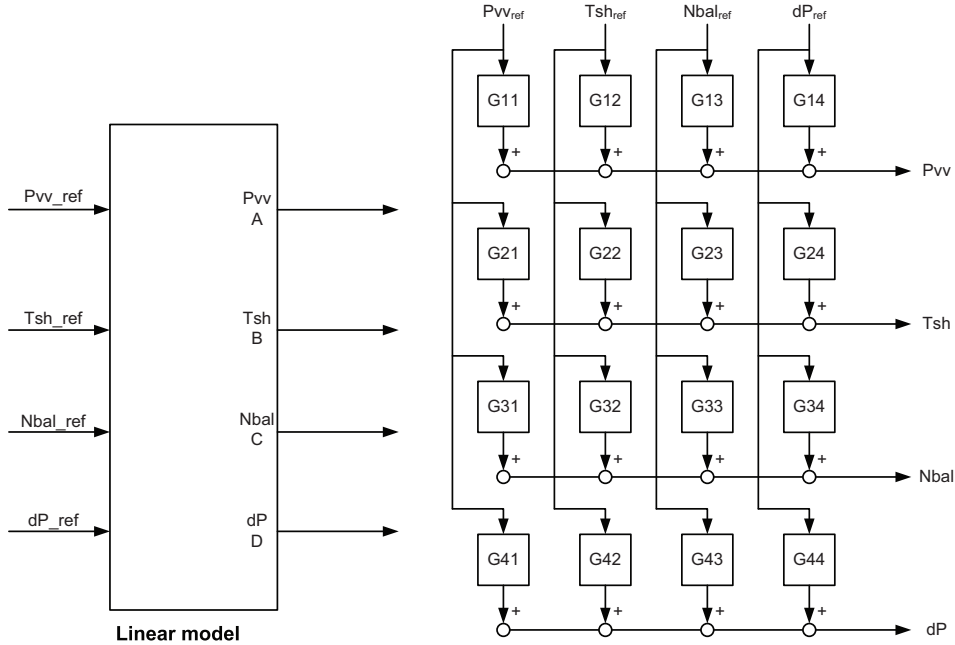 Pvv_ref
Tsh_ref
Nbal_ref
dP_ref
Pvv
A
Tsh
B
Nbal
C
dP
D
Linear model
Pvvref Tshref Nbalref dPref
G11 G12 G13 G14
+ + + +
Pvv
G21 G22 G23 G24
+ + + +
Tsh
G31 G32 G33 G34
+ + + +
Nbal
G41 G42 G43 G44
+ + + +
dP